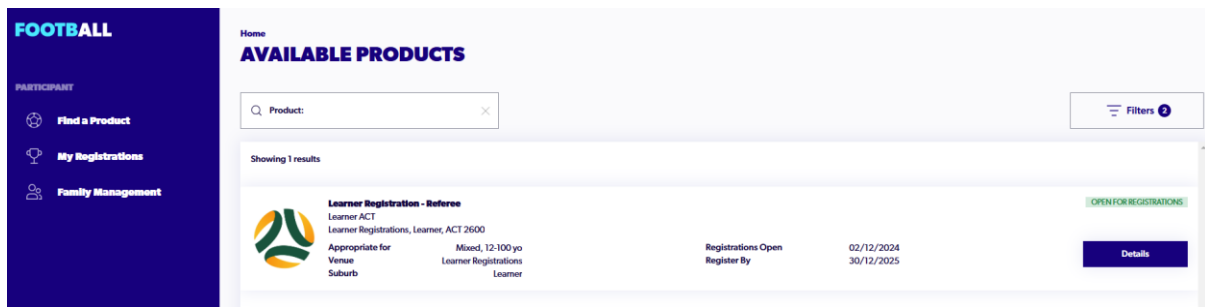 FOOTBALL
PARTICIPANT
Find a Product
My Registrations
Family Management
Home
AVAILABLE PRODUCTS
Product:
Filters 2
Showing 1 results
Learner Registration - Referee
OPEN FOR REGISTRATIONS
Learner ACT
Learner Registrations, Learner, ACT 2600
Appropriate for Mixed, 12-100 yo Registrations Open 02/12/2024
Venue Learner Registrations Register By 30/12/2025
Suburb Learner
Details